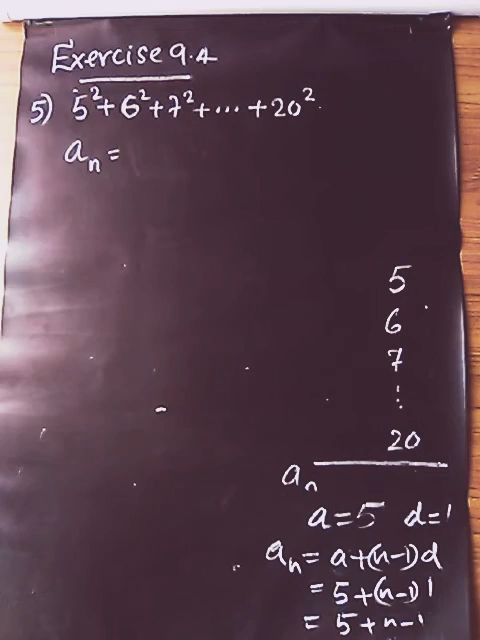 Exercise 9.4
5) 5²+6²+7²+...+20²
aₙ=
5
6
7
⋮
20
aₙ
a=5 d=1
aₙ= a+(n-1)d
= 5+(n-1)1
= 5+n-1